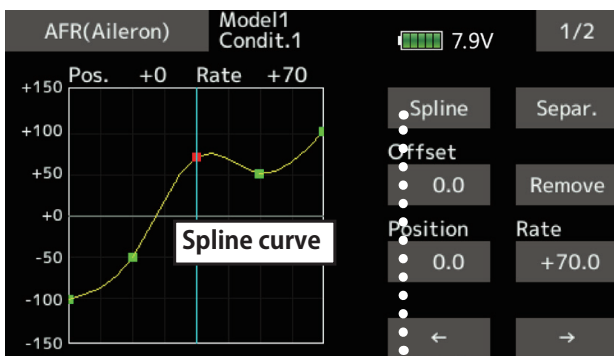 AFR(Aileron)
Model1
Condit.1
7.9V
1/2
Pos. +0 Rate +70
+150
+100
+50
+0
-50
-100
-150
Spline curve
Spline
Separ.
Offset
0.0
Remove
Position
Rate
0.0
+70.0
←
→